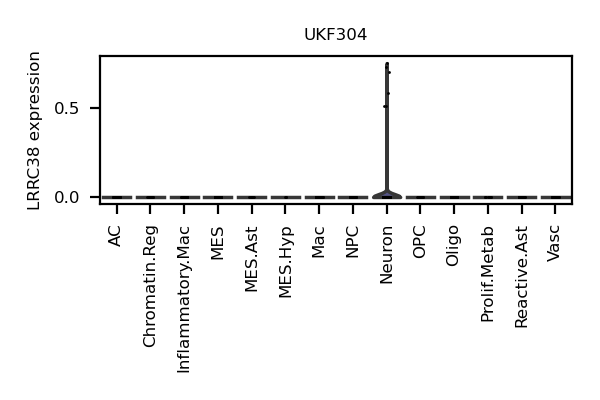 UKF304
LRRC38 expression
0.5
0.0
AC
Chromatin.Reg
Inflammatory.Mac
MES
MES.Ast
MES.Hyp
Mac
NPC
Neuron
OPC
Oligo
Prolif.Metab
Reactive.Ast
Vasc